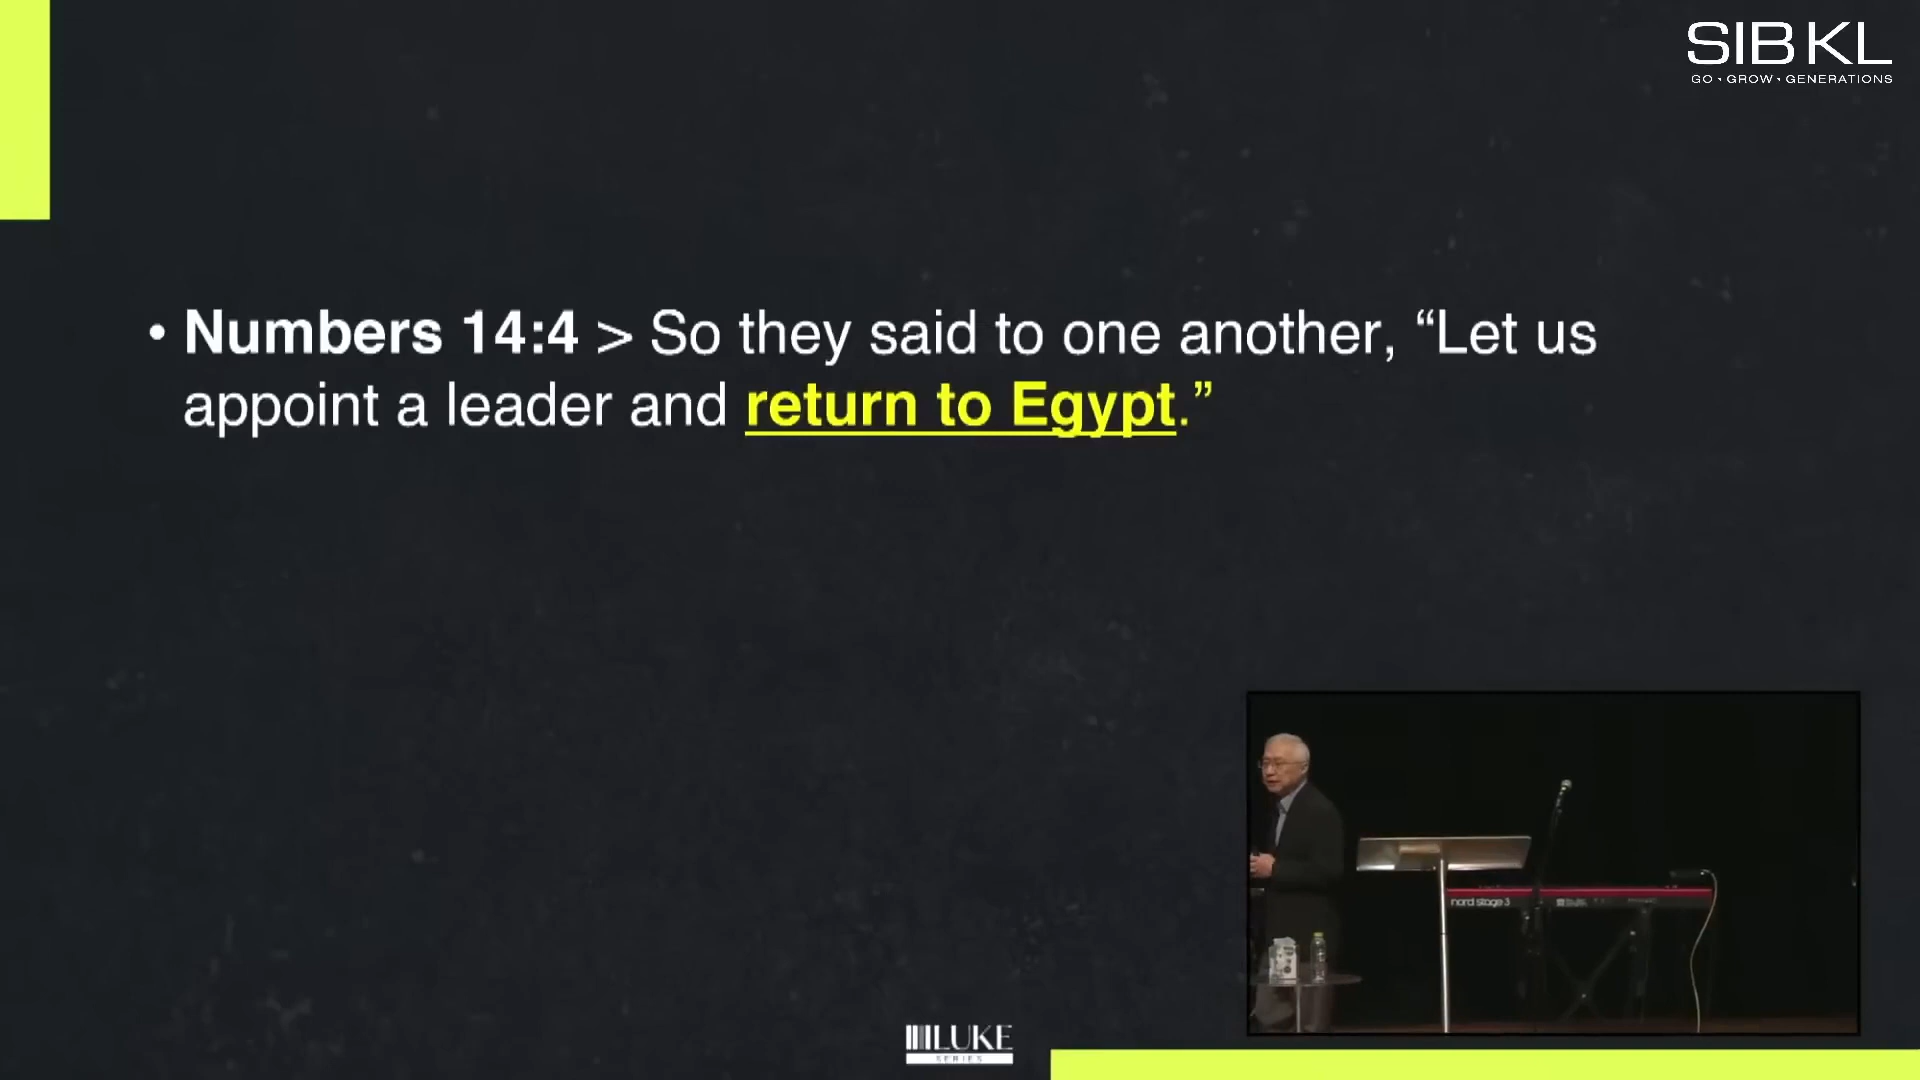 SIBKL
GO · GROW · GENERATIONS
• Numbers 14:4 > So they said to one another, “Let us
appoint a leader and return to Egypt.”
nord stage 3
LUKE
SERIES